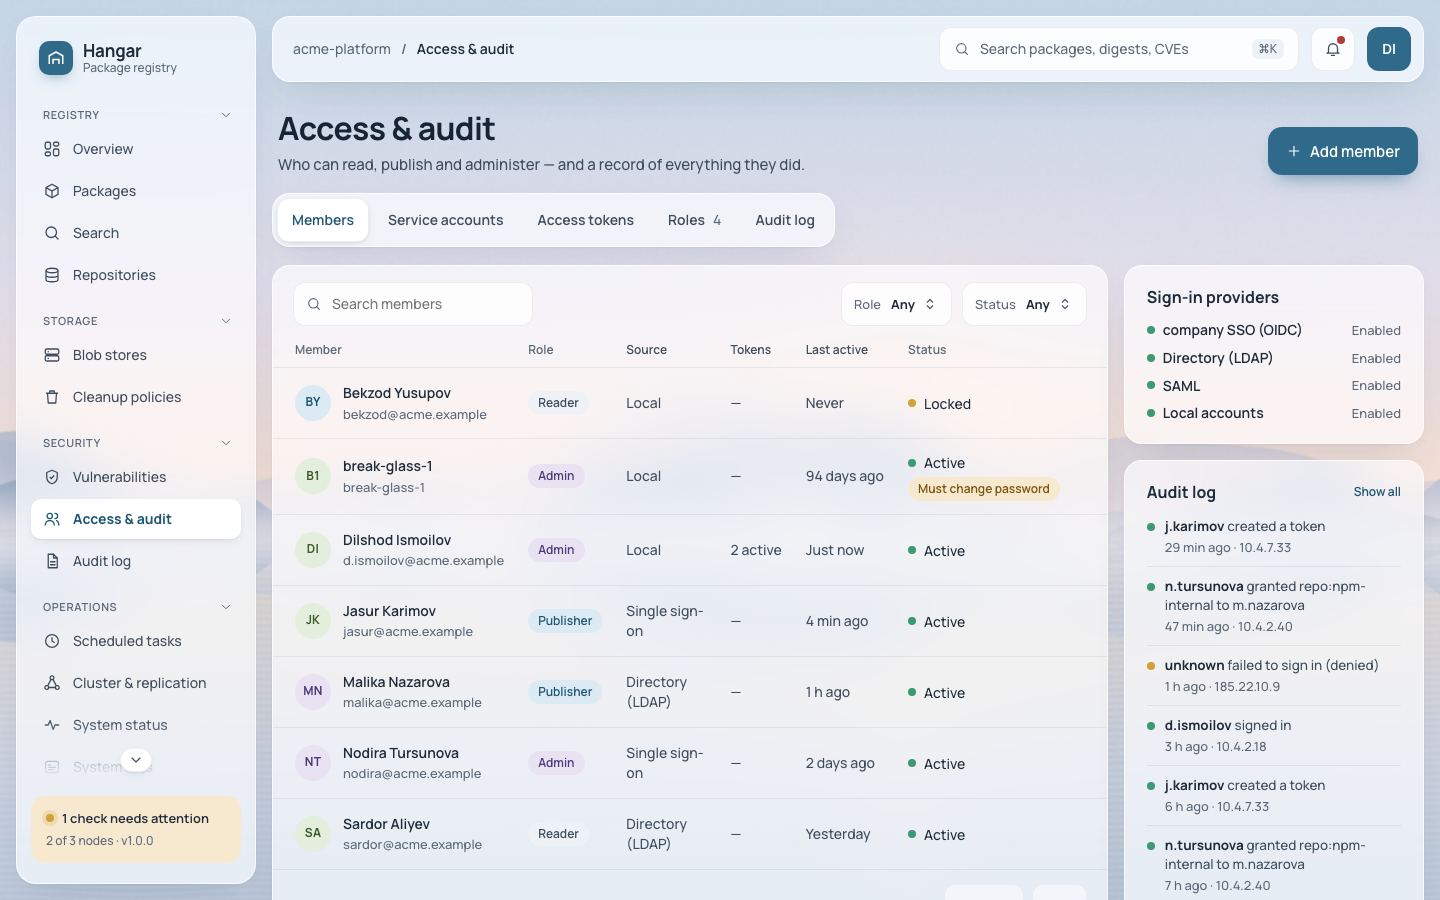 Hangar
Package registry
REGISTRY
Overview
Packages
Search
Repositories
STORAGE
Blob stores
Cleanup policies
SECURITY
Vulnerabilities
Access & audit
Audit log
OPERATIONS
Scheduled tasks
Cluster & replication
System status
System
1 check needs attention
2 of 3 nodes · v1.0.0
acme-platform / Access & audit
Search packages, digests, CVEs ⌘K
DI
Access & audit
Who can read, publish and administer — and a record of everything they did.
+ Add member
Members Service accounts Access tokens Roles 4 Audit log
Search members
Role Any Status Any
Member Role Source Tokens Last active Status
BY Bekzod Yusupov Reader Local — Never Locked
bekzod@acme.example
B1 break-glass-1 Admin Local — 94 days ago Active
break-glass-1 Must change password
DI Dilshod Ismoilov Admin Local 2 active Just now Active
d.ismoilov@acme.example
JK Jasur Karimov Publisher Single sign- — 4 min ago Active
jasur@acme.example on
MN Malika Nazarova Publisher Directory — 1 h ago Active
malika@acme.example (LDAP)
NT Nodira Tursunova Admin Single sign- — 2 days ago Active
nodira@acme.example on
SA Sardor Aliyev Reader Directory — Yesterday Active
sardor@acme.example (LDAP)
Sign-in providers
company SSO (OIDC) Enabled
Directory (LDAP) Enabled
SAML Enabled
Local accounts Enabled
Audit log Show all
j.karimov created a token
29 min ago · 10.4.7.33
n.tursunova granted repo:npm-
internal to m.nazarova
47 min ago · 10.4.2.40
unknown failed to sign in (denied)
1 h ago · 185.22.10.9
d.ismoilov signed in
3 h ago · 10.4.2.18
j.karimov created a token
6 h ago · 10.4.7.33
n.tursunova granted repo:npm-
internal to m.nazarova
7 h ago · 10.4.2.40